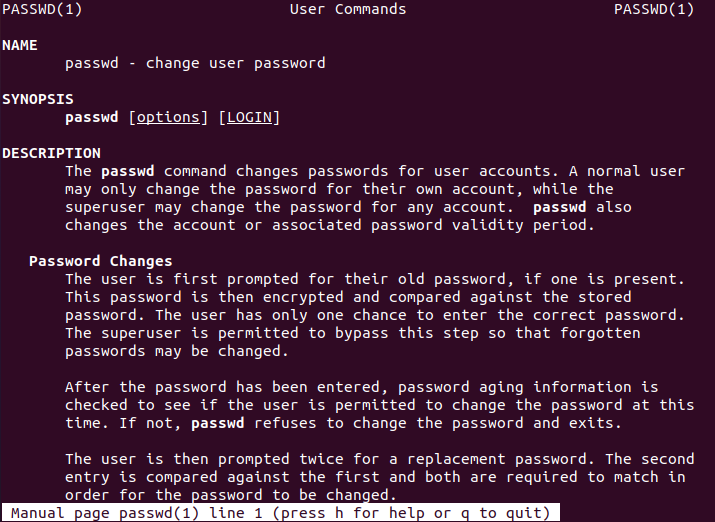 PASSWD(1) User Commands PASSWD(1)
NAME
passwd - change user password
SYNOPSIS
passwd [options] [LOGIN]
DESCRIPTION
The passwd command changes passwords for user accounts. A normal user
may only change the password for their own account, while the
superuser may change the password for any account.  passwd also
changes the account or associated password validity period.
Password Changes
The user is first prompted for their old password, if one is present.
This password is then encrypted and compared against the stored
password. The user has only one chance to enter the correct password.
The superuser is permitted to bypass this step so that forgotten
passwords may be changed.
After the password has been entered, password aging information is
checked to see if the user is permitted to change the password at this
time. If not, passwd refuses to change the password and exits.
The user is then prompted twice for a replacement password. The second
entry is compared against the first and both are required to match in
order for the password to be changed.
Manual page passwd(1) line 1 (press h for help or q to quit)